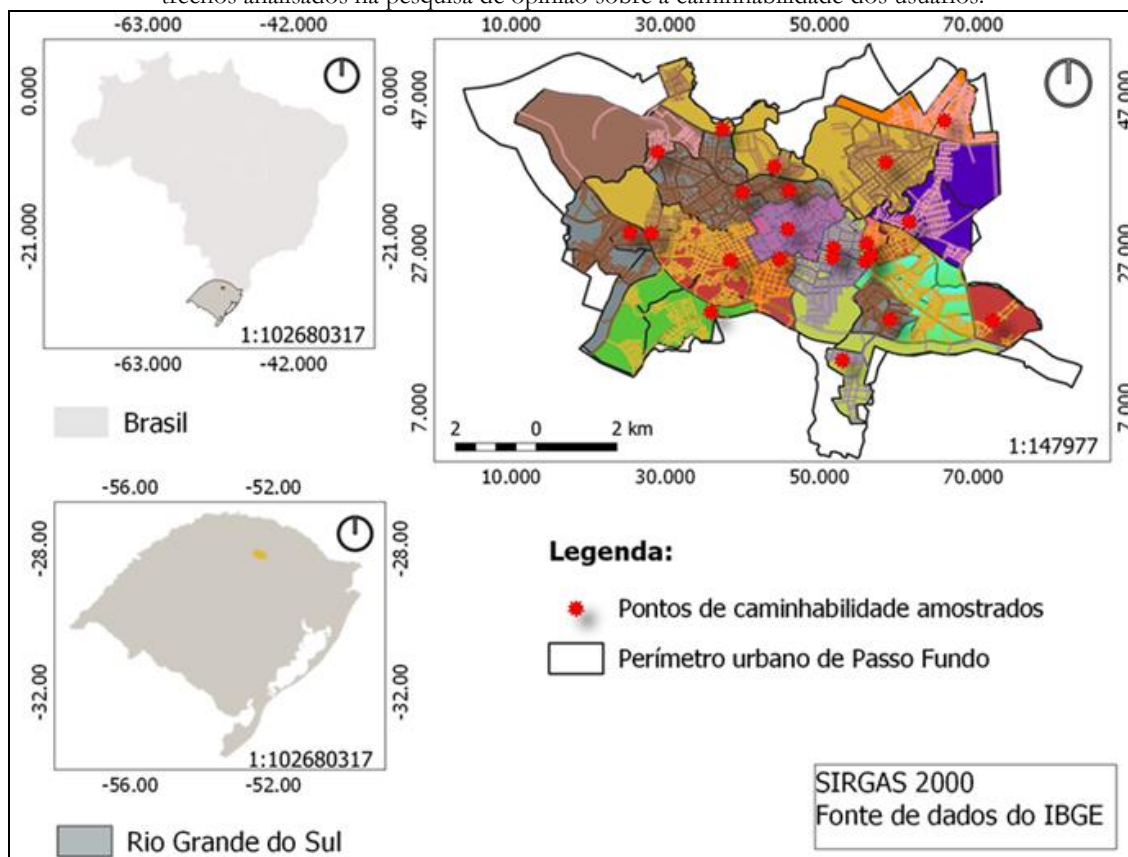 trechos analisados na pesquisa de opinião sobre a caminhabilidade dos usuários.
-63.000 -42.000
0.000
0.000
-21.000
-21.000
1:102680317
-63.000 -42.000
Brasil
10.000 30.000 50.000 70.000
47.000
47.000
27.000
27.000
7.000
7.000
2 0 2 km
1:147977
10.000 30.000 50.000 70.000
-56.00 -52.00
-28.00
-28.00
-32.00
-32.00
1:102680317
-56.00 -52.00
Rio Grande do Sul
Legenda:
Pontos de caminhabilidade amostrados
Perímetro urbano de Passo Fundo
SIRGAS 2000
Fonte de dados do IBGE